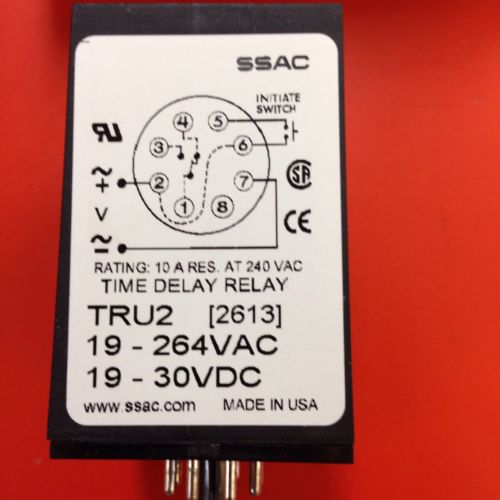 SSAC
INITIATE
SWITCH
4
5
3
6
2
7
1
8
+
V
RATING: 10 A RES. AT 240 VAC
TIME DELAY RELAY
TRU2 [2613]
19 - 264VAC
19 - 30VDC
www.ssac.com MADE IN USA